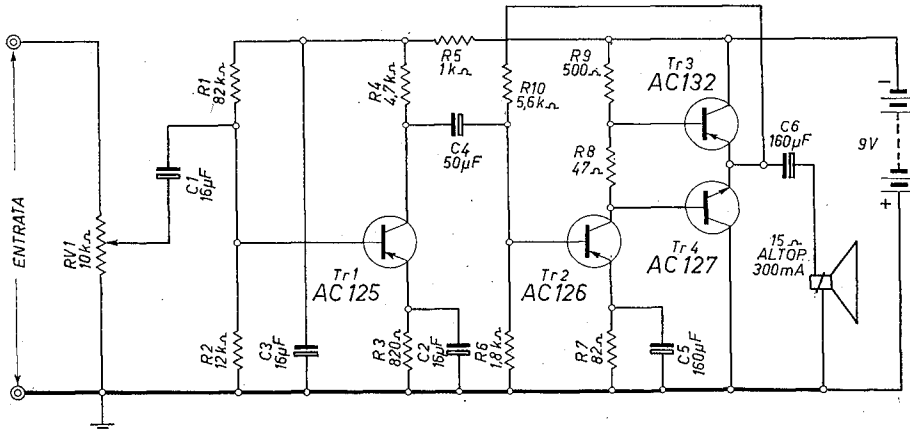 ENTRATA
RV1
10kΩ
C1
16µF
R1
82kΩ
R2
12kΩ
C3
16µF
R4
4,7kΩ
R5
1kΩ
C4
50µF
Tr1
AC125
R3
820Ω
C2
16µF
R10
5,6kΩ
R6
1,8kΩ
R9
500Ω
R8
47Ω
Tr2
AC126
R7
82Ω
C5
160µF
Tr3
AC132
Tr4
AC127
C6
160µF
15Ω
ALTOP.
300mA
−
9V
+